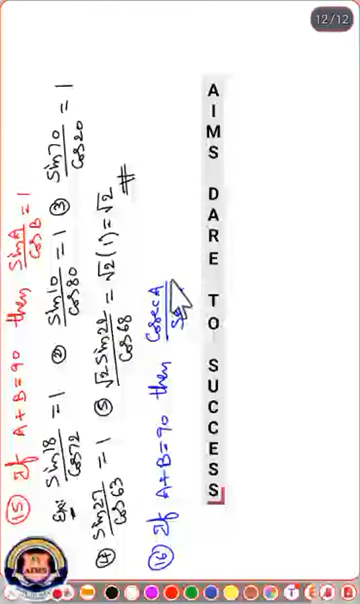 12/12
(15) If A+B=90 then SinA/CosB = 1
Ex: Sin18/Cos72 = 1 (2) Sin10/Cos80 = 1 (3) Sin70/Cos20 = 1
(4) Sin27/Cos63 = 1 (5) √2 Sin22/Cos68 = √2(1) = √2
(16) If A+B=90 then CosecA/Se
AIMS DARE TO SUCCESS
AIMS